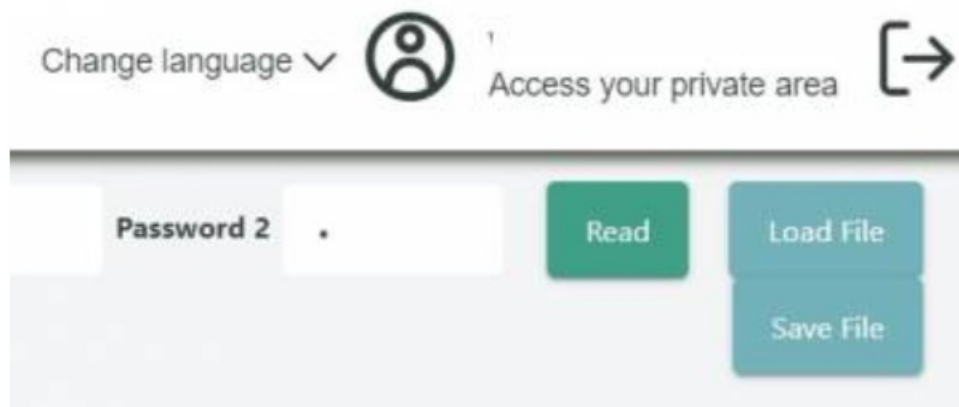 Change language
Access your private area
Password 2
Read
Load File
Save File